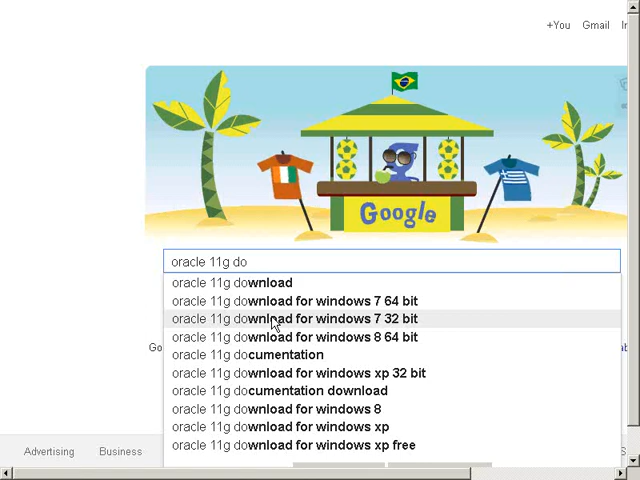 +You Gmail
Google
oracle 11g do
oracle 11g download
oracle 11g download for windows 7 64 bit
oracle 11g download for windows 7 32 bit
oracle 11g download for windows 8 64 bit
oracle 11g documentation
oracle 11g download for windows xp 32 bit
oracle 11g documentation download
oracle 11g download for windows 8
oracle 11g download for windows xp
oracle 11g download for windows xp free
Advertising Business